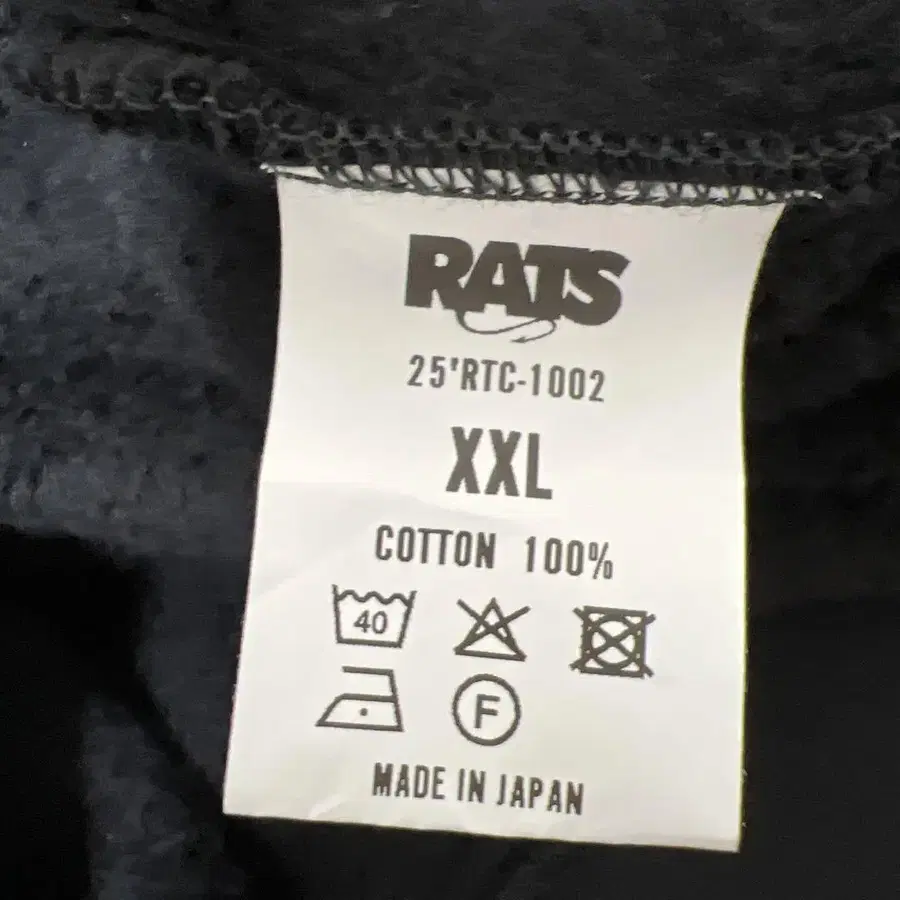 RATS
25'RTC-1002
XXL
COTTON 100%
40
F
MADE IN JAPAN